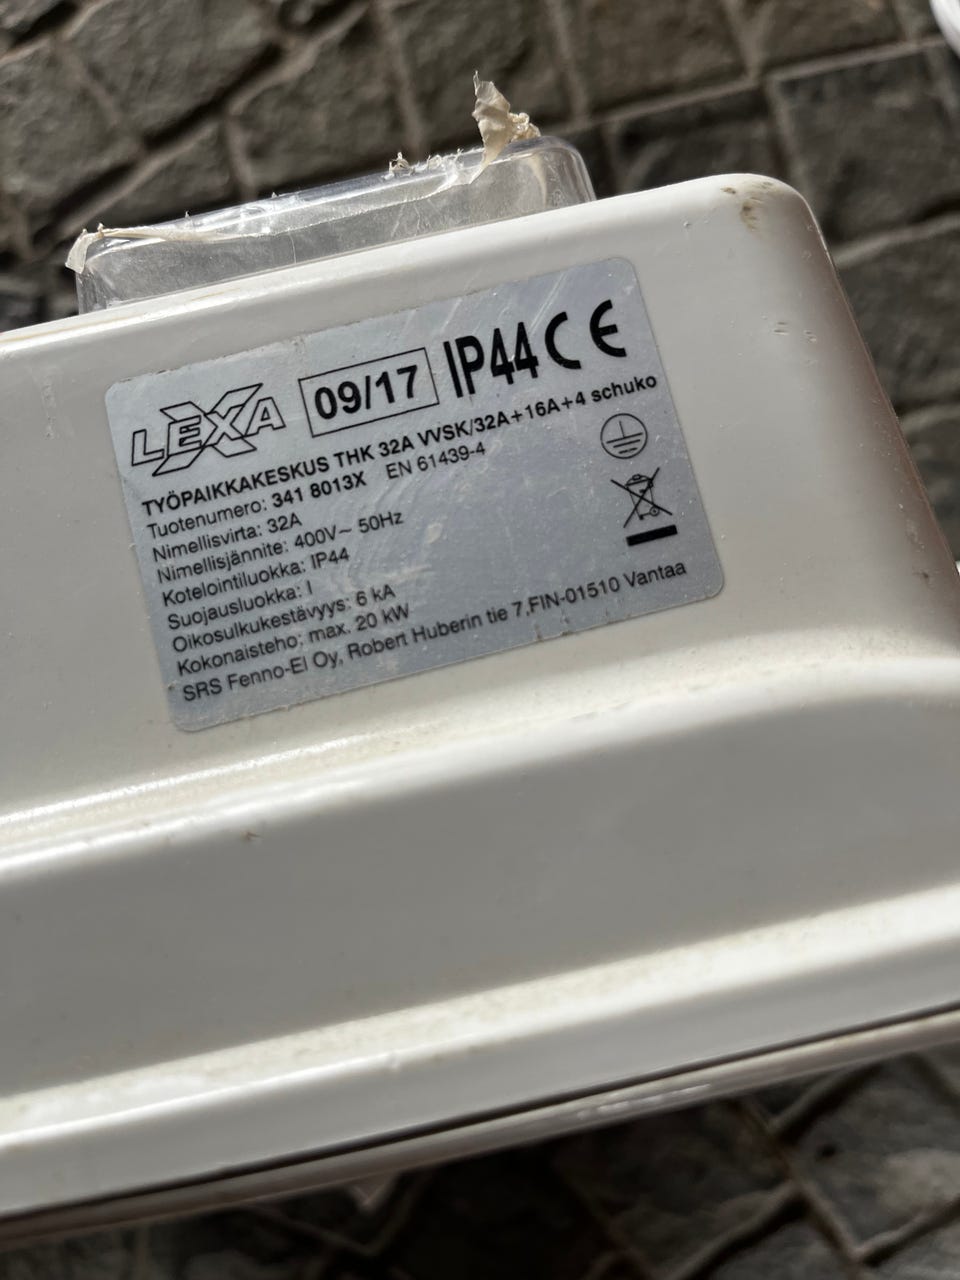 LEXA 09/17 IP44 CE
TYÖPAIKKAKESKUS THK 32A VVSK/32A+16A+4 schuko
Tuotenumero: 341 8013X EN 61439-4
Nimellisvirta: 32A
Nimellisjännite: 400V~ 50Hz
Kotelointiluokka: IP44
Suojausluokka: I
Oikosulkukestävyys: 6 kA
Kokonaisteho: max. 20 kW
SRS Fenno-El Oy, Robert Huberin tie 7,FIN-01510 Vantaa